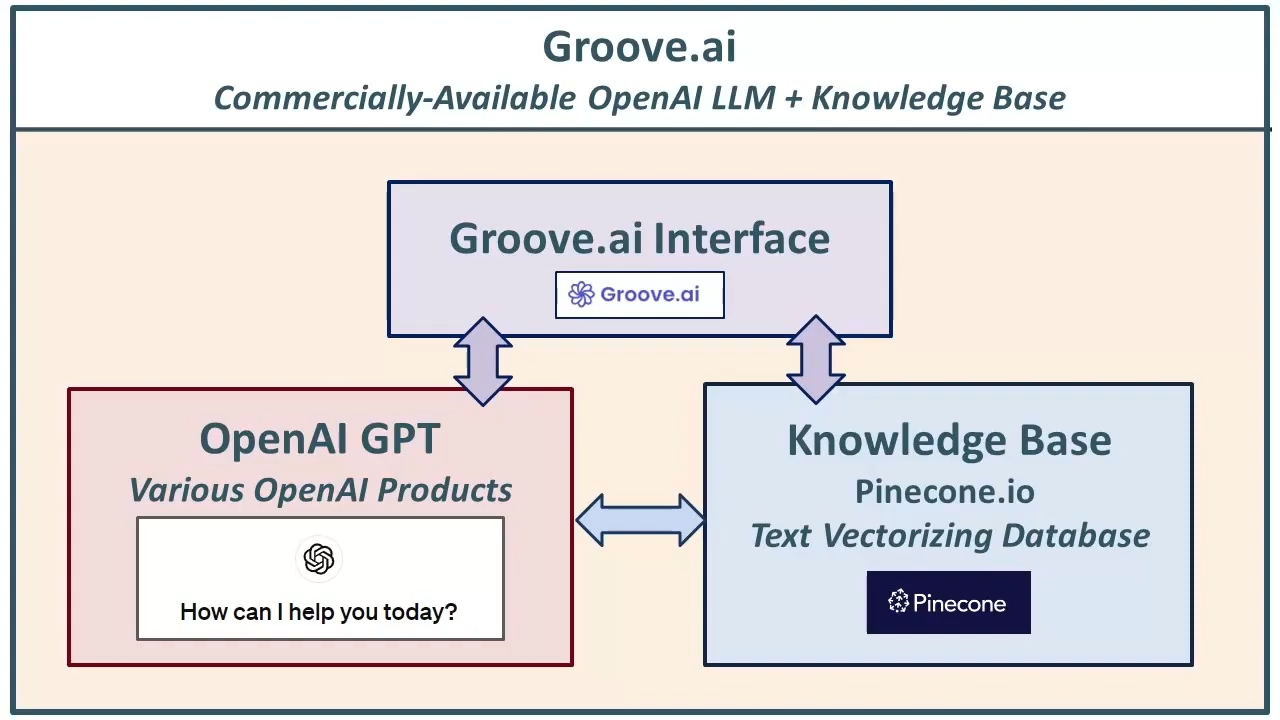 Groove.ai
Commercially-Available OpenAI LLM + Knowledge Base
Groove.ai Interface
Groove.ai
OpenAI GPT
Various OpenAI Products
How can I help you today?
Knowledge Base
Pinecone.io
Text Vectorizing Database
Pinecone